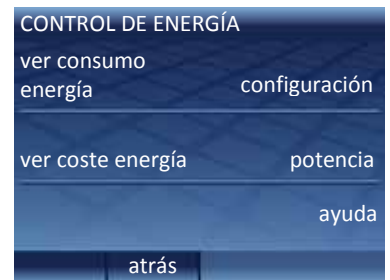 CONTROL DE ENERGÍA
ver consumo
energía
configuración
ver coste energía
potencia
ayuda
atrás